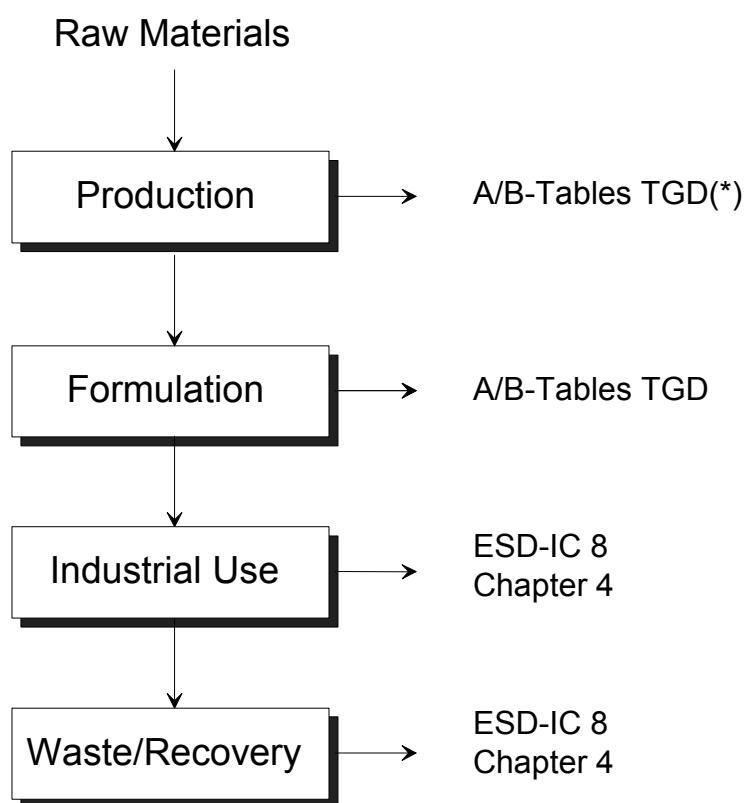 Raw Materials
Production
A/B-Tables TGD(*)
Formulation
A/B-Tables TGD
Industrial Use
ESD-IC 8
Chapter 4
Waste/Recovery
ESD-IC 8
Chapter 4